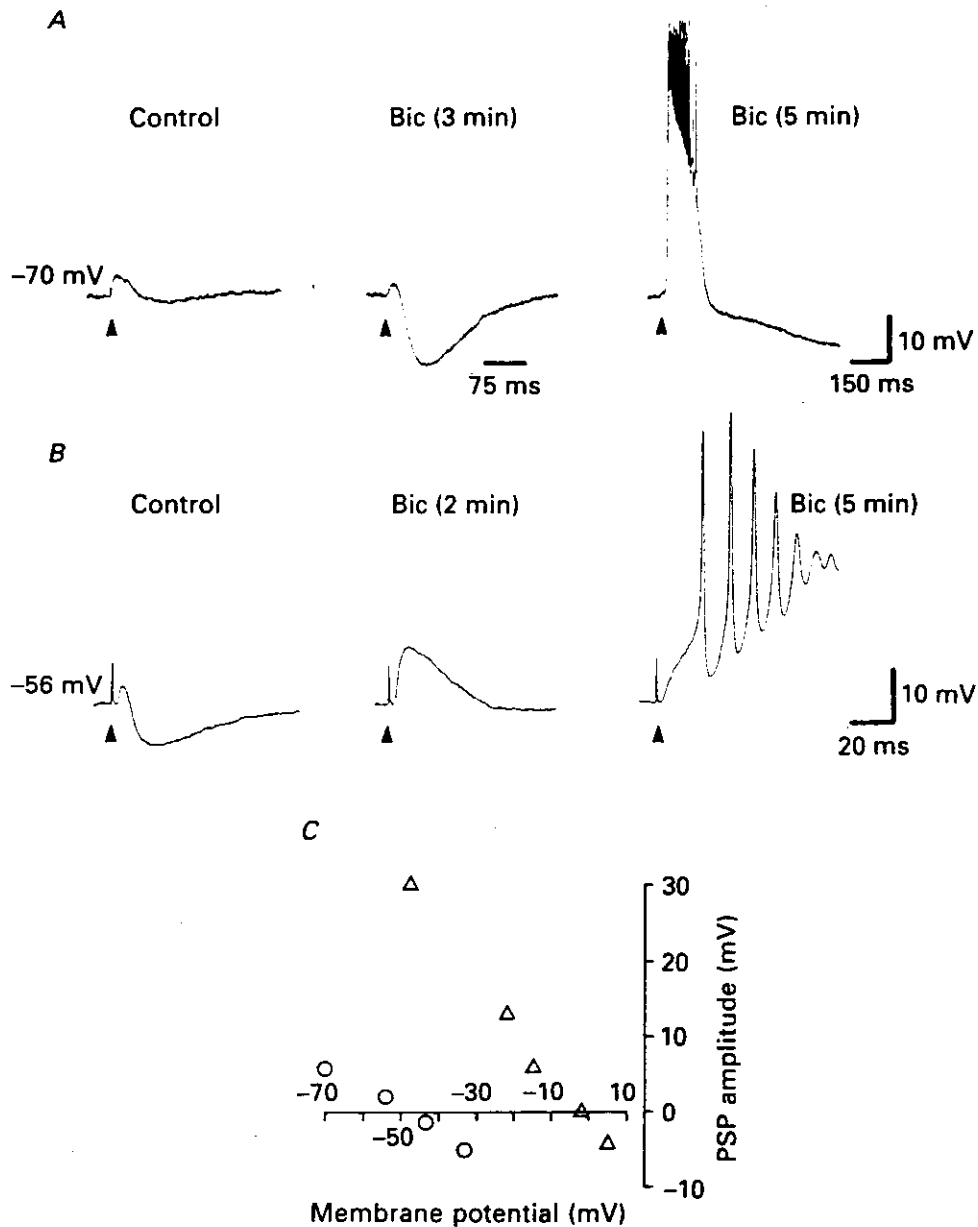 A
Control
Bic (3 min)
Bic (5 min)
−70 mV
75 ms
10 mV
150 ms
B
Control
Bic (2 min)
Bic (5 min)
−56 mV
10 mV
20 ms
C
30
20
10
0
−10
PSP amplitude (mV)
−70
−50
−30
−10
10
Membrane potential (mV)